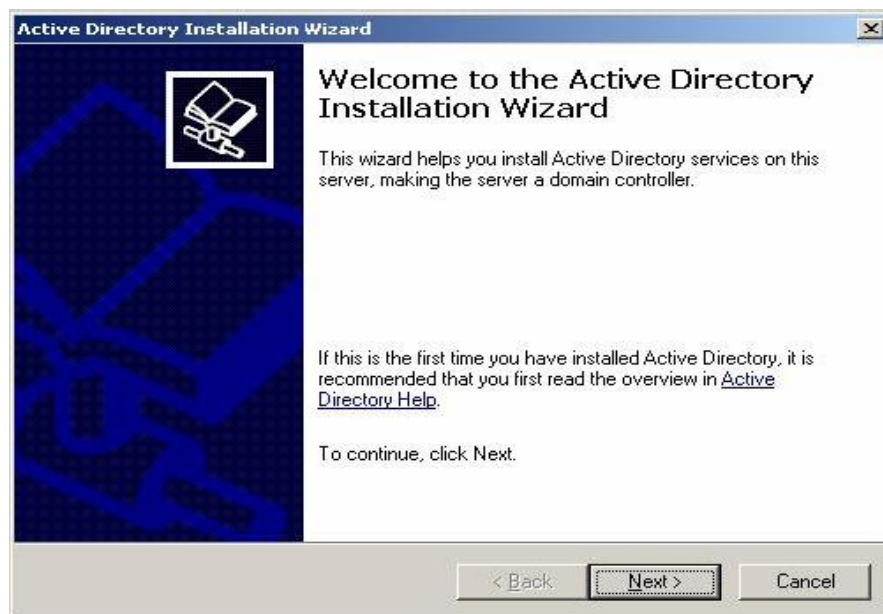 Active Directory Installation Wizard
Welcome to the Active Directory
Installation Wizard
This wizard helps you install Active Directory services on this
server, making the server a domain controller.
If this is the first time you have installed Active Directory, it is
recommended that you first read the overview in Active
Directory Help.
To continue, click Next.
< Back
Next >
Cancel